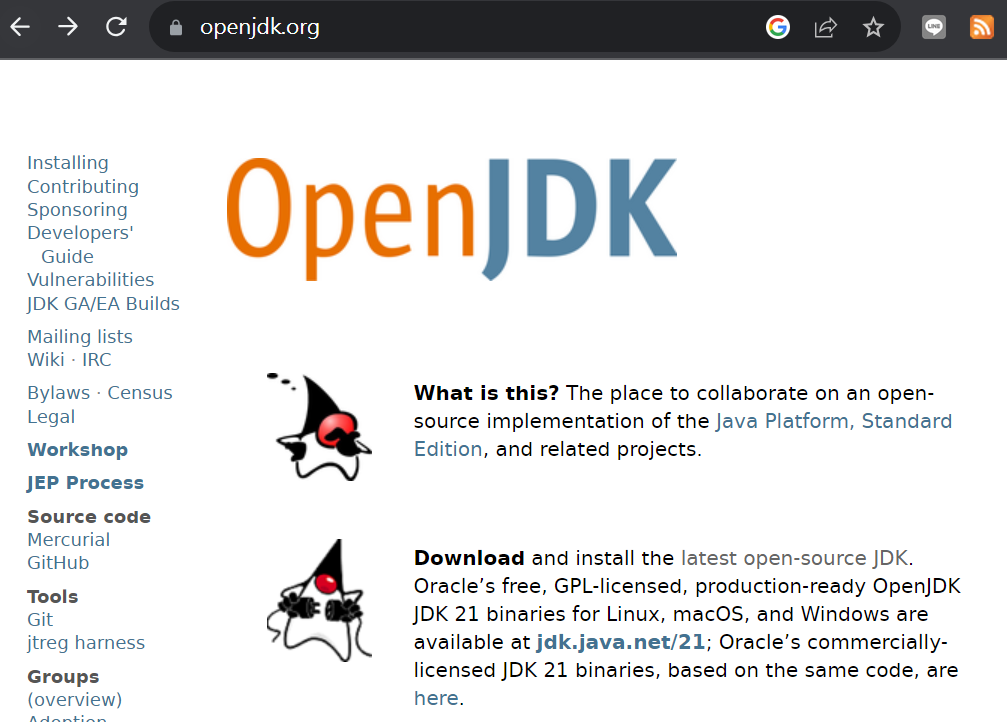 openjdk.org
LINE
Installing
Contributing
Sponsoring
Developers'
Guide
Vulnerabilities
JDK GA/EA Builds
Mailing lists
Wiki · IRC
Bylaws · Census
Legal
Workshop
JEP Process
Source code
Mercurial
GitHub
Tools
Git
jtreg harness
Groups
(overview)
Adoption
OpenJDK
What is this? The place to collaborate on an open-
source implementation of the Java Platform, Standard
Edition, and related projects.
Download and install the latest open-source JDK.
Oracle’s free, GPL-licensed, production-ready OpenJDK
JDK 21 binaries for Linux, macOS, and Windows are
available at jdk.java.net/21; Oracle’s commercially-
licensed JDK 21 binaries, based on the same code, are
here.